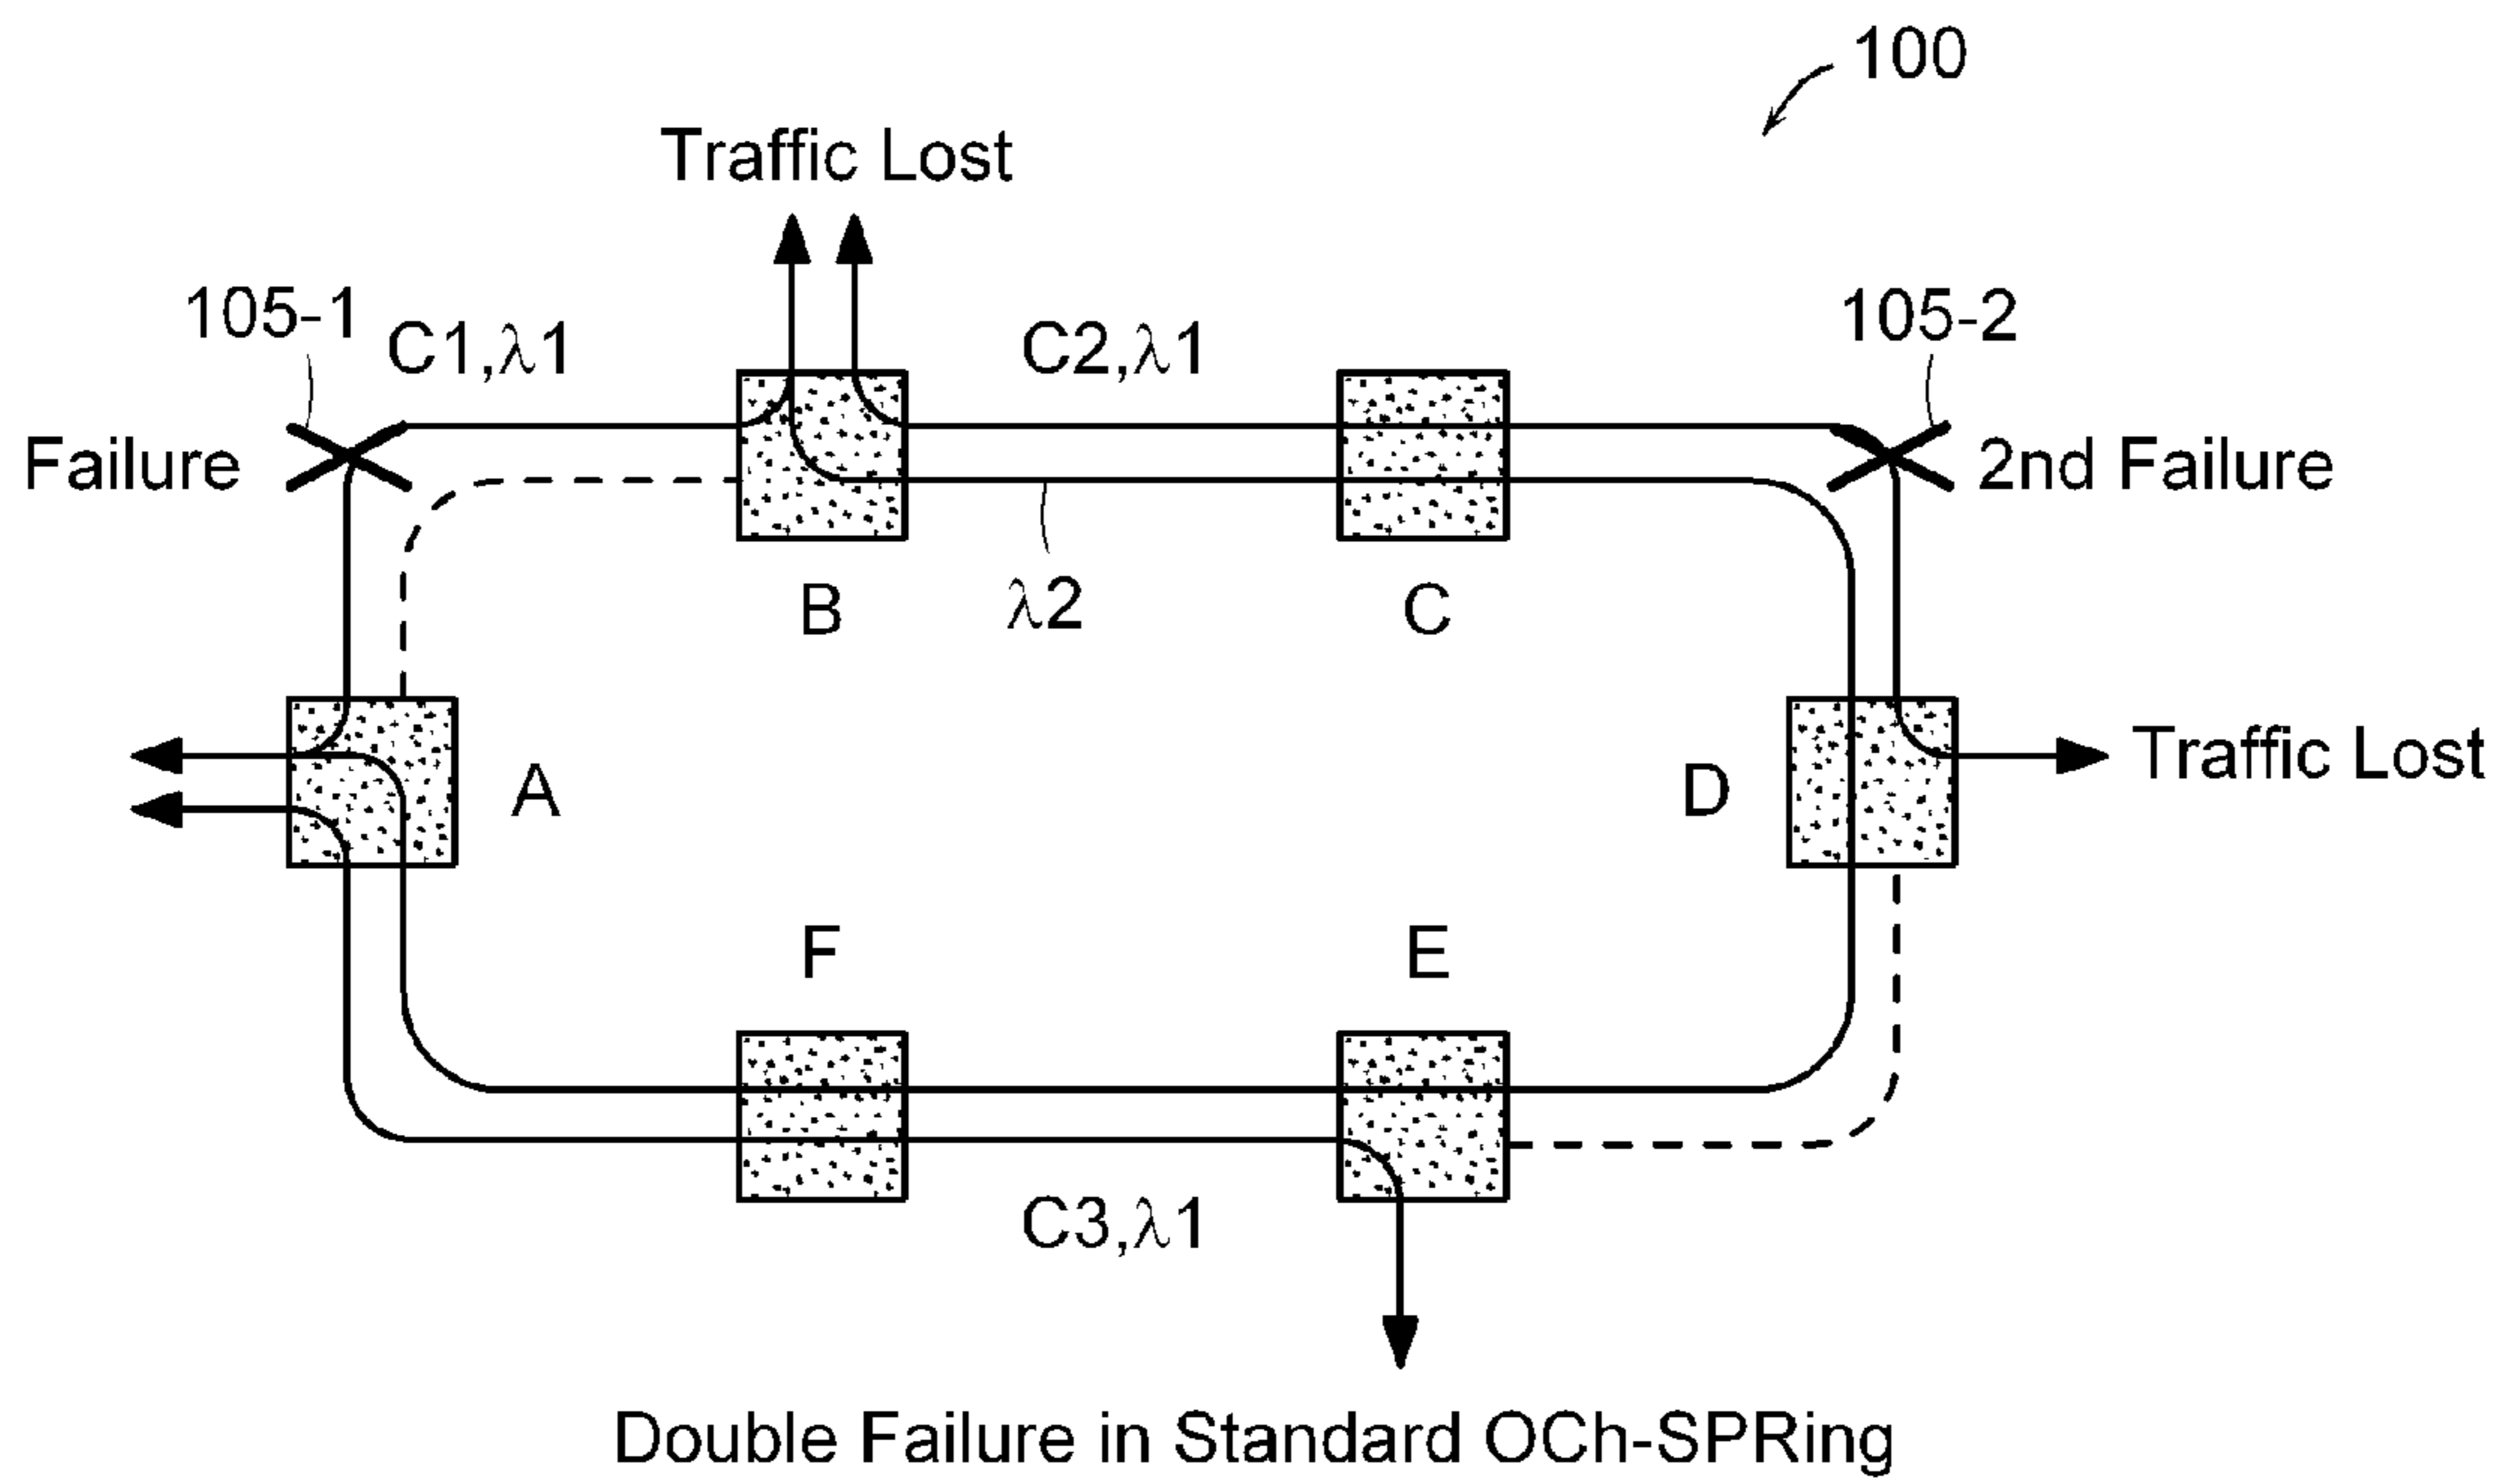 100
Traffic Lost
105-1
C1,λ1
C2,λ1
105-2
Failure
2nd Failure
B
λ2
C
A
D
Traffic Lost
F
E
C3,λ1
Double Failure in Standard OCh-SPRing